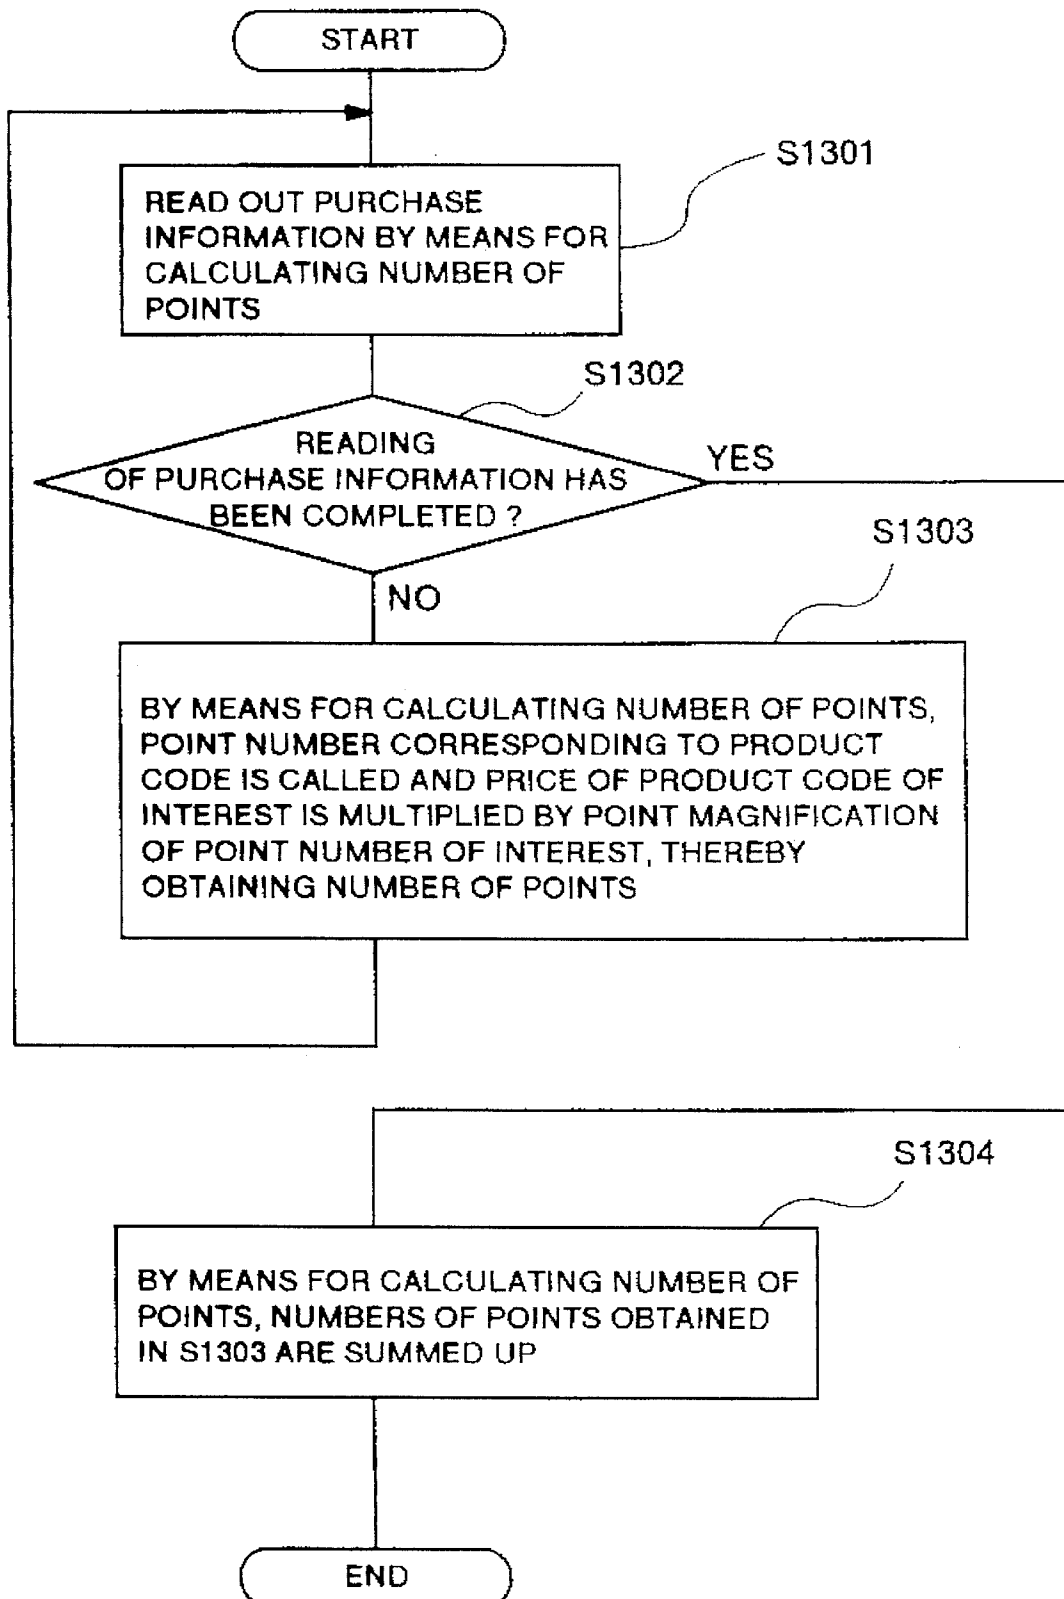 START
S1301
READ OUT PURCHASE
INFORMATION BY MEANS FOR
CALCULATING NUMBER OF
POINTS
S1302
READING
OF PURCHASE INFORMATION HAS
BEEN COMPLETED ?
YES
NO
S1303
BY MEANS FOR CALCULATING NUMBER OF POINTS,
POINT NUMBER CORRESPONDING TO PRODUCT
CODE IS CALLED AND PRICE OF PRODUCT CODE OF
INTEREST IS MULTIPLIED BY POINT MAGNIFICATION
OF POINT NUMBER OF INTEREST, THEREBY
OBTAINING NUMBER OF POINTS
S1304
BY MEANS FOR CALCULATING NUMBER OF
POINTS, NUMBERS OF POINTS OBTAINED
IN S1303 ARE SUMMED UP
END